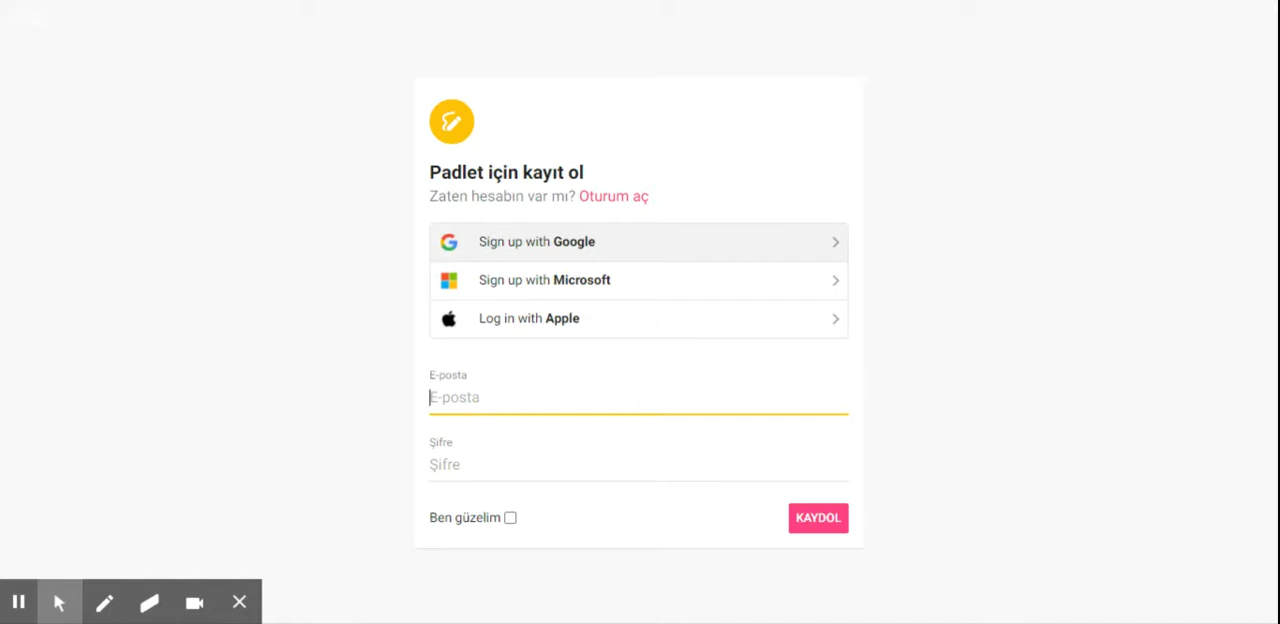 Padlet için kayıt ol
Zaten hesabın var mı? Oturum aç
Sign up with Google
Sign up with Microsoft
Log in with Apple
E-posta
E-posta
Şifre
Şifre
Ben güzelim
KAYDOL